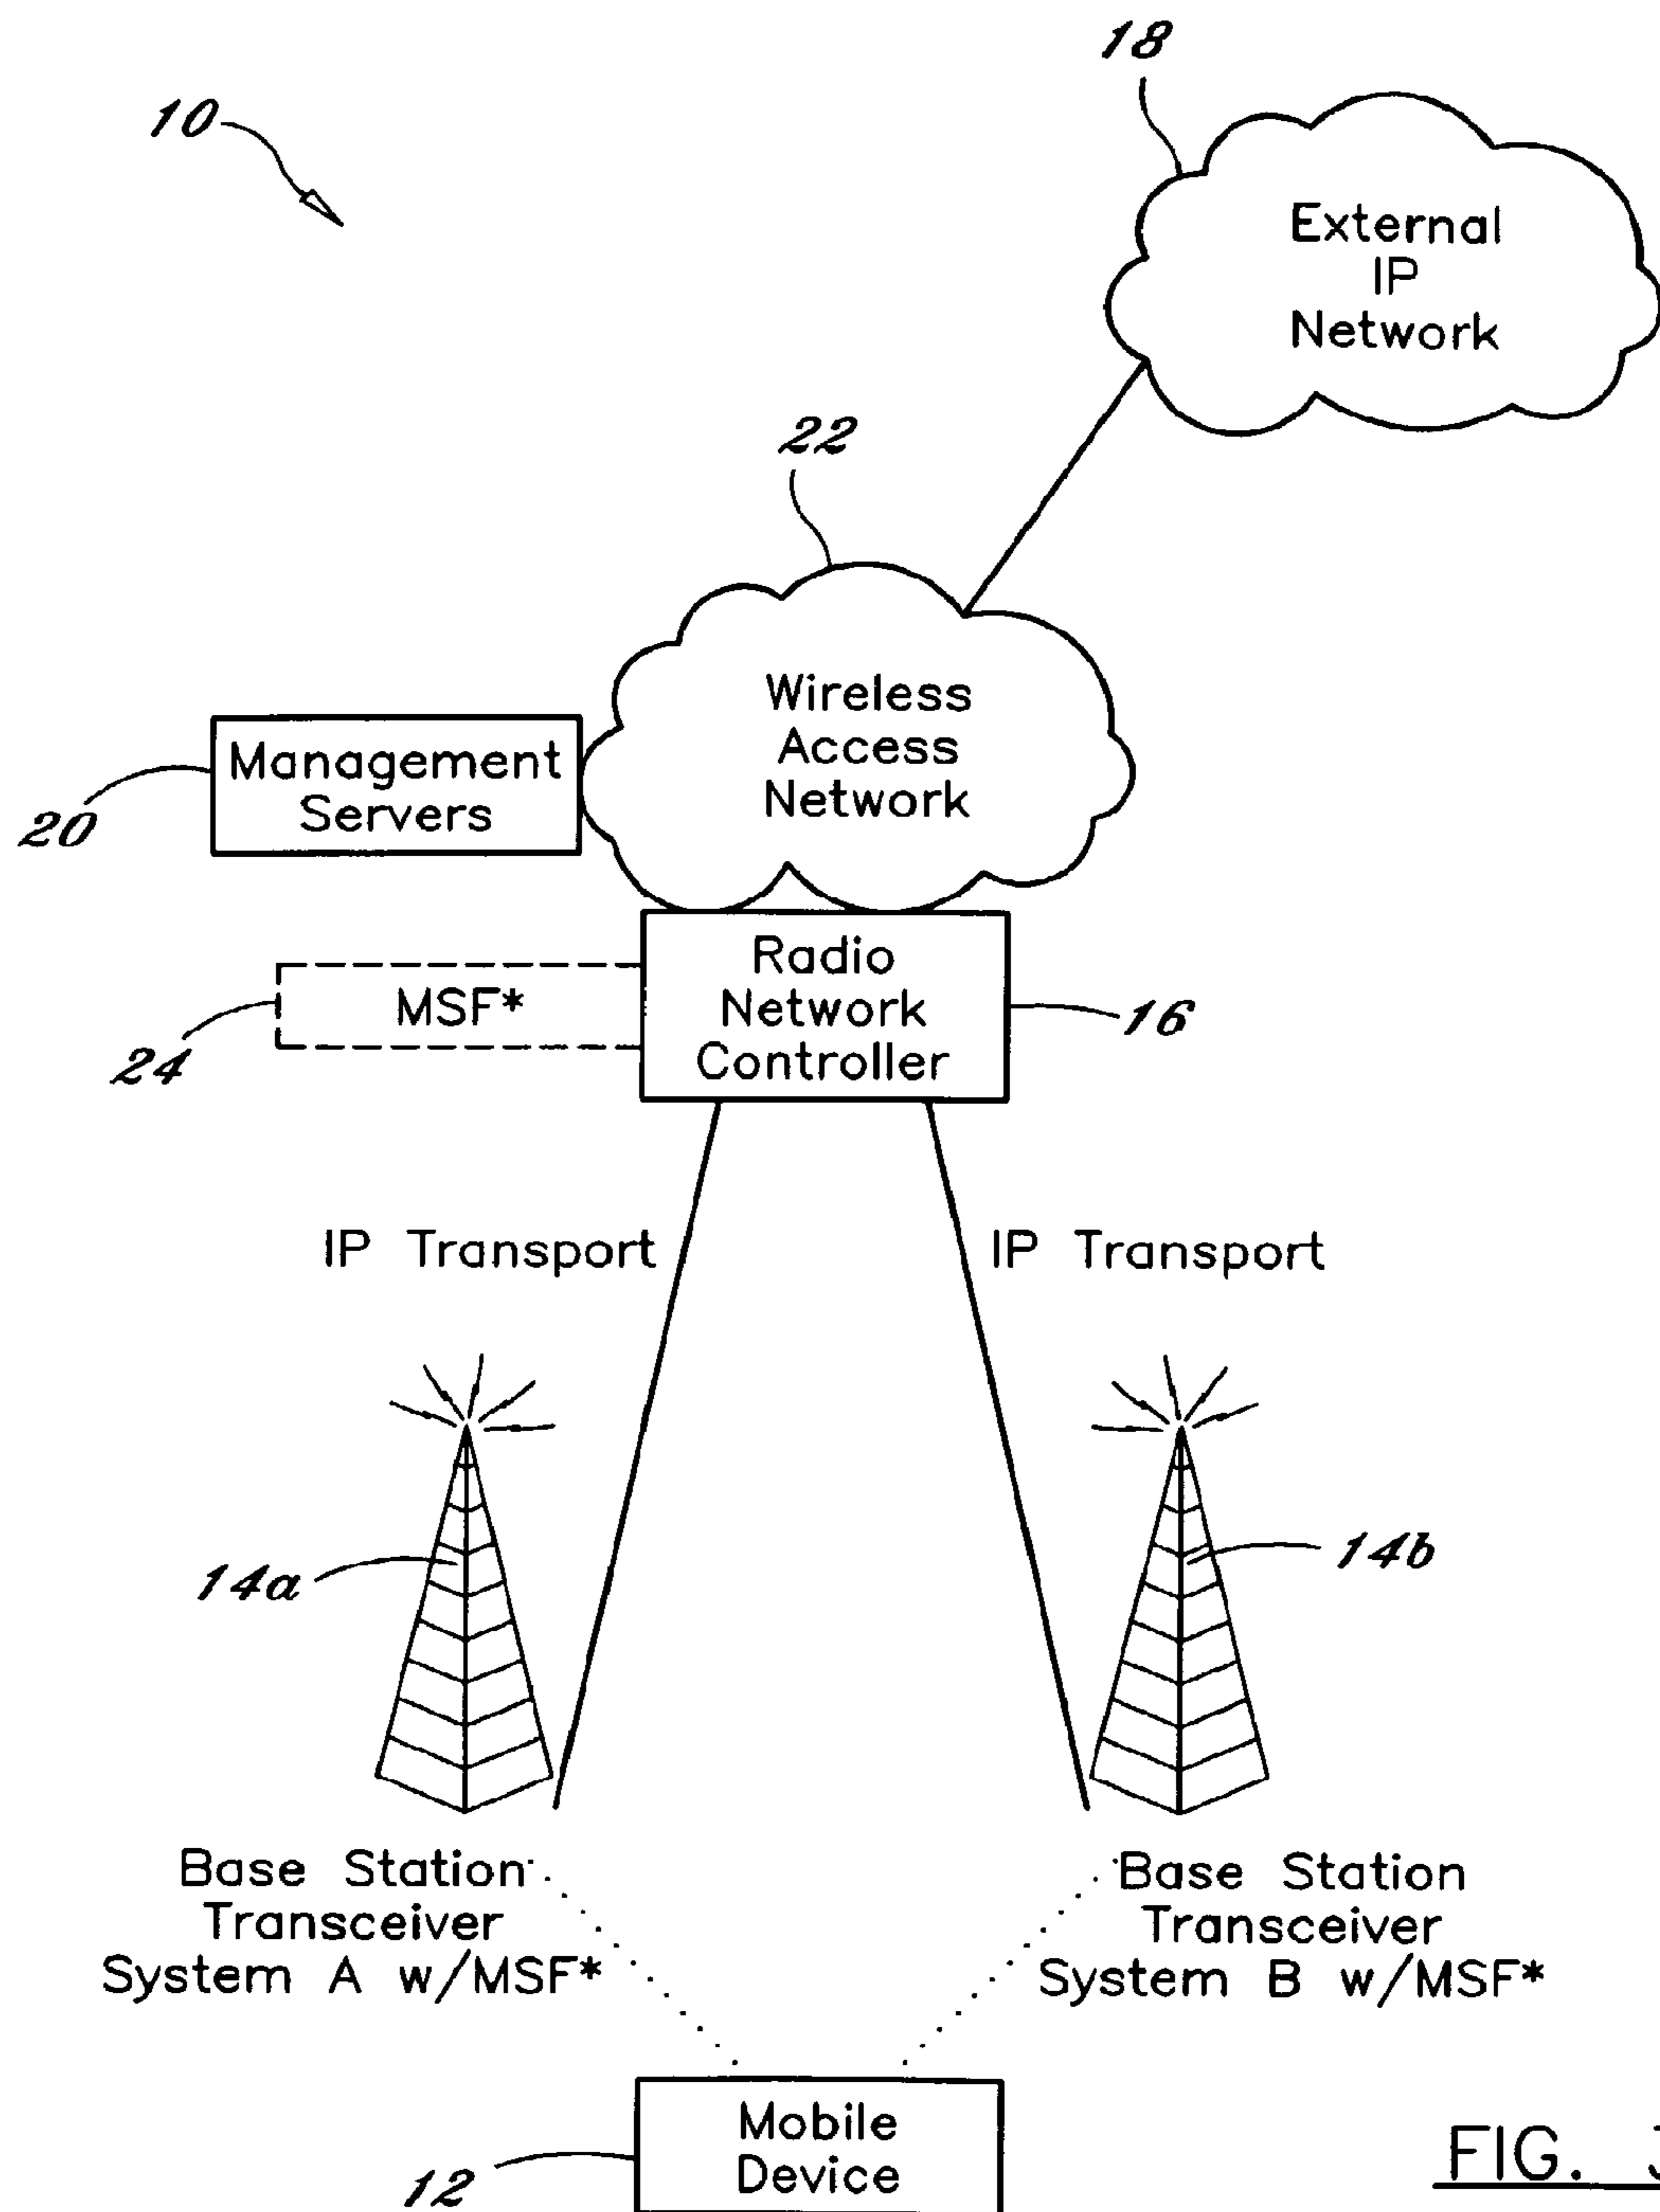 18
10
External
IP
Network
22
Wireless
Access
Network
Management
Servers
20
Radio
Network
Controller
MSF*
16
24
IP Transport
IP Transport
14a
14b
Base Station
Transceiver
System A w/MSF*
Base Station
Transceiver
System B w/MSF*
Mobile
Device
12
FIG.